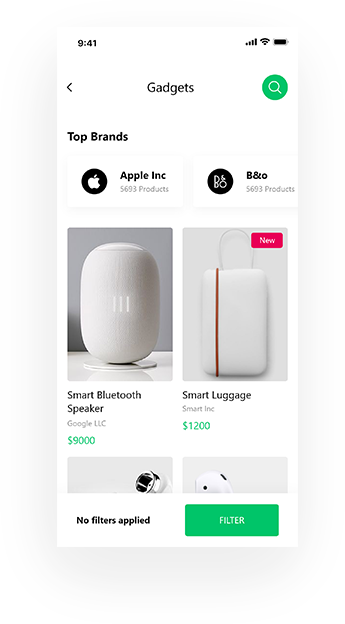 9:41
Gadgets
Top Brands
Apple Inc
5693 Products
B&O
B&o
5693 Products
New
Smart Bluetooth
Speaker
Google LLC
$9000
Smart Luggage
Smart Inc
$1200
No filters applied
FILTER